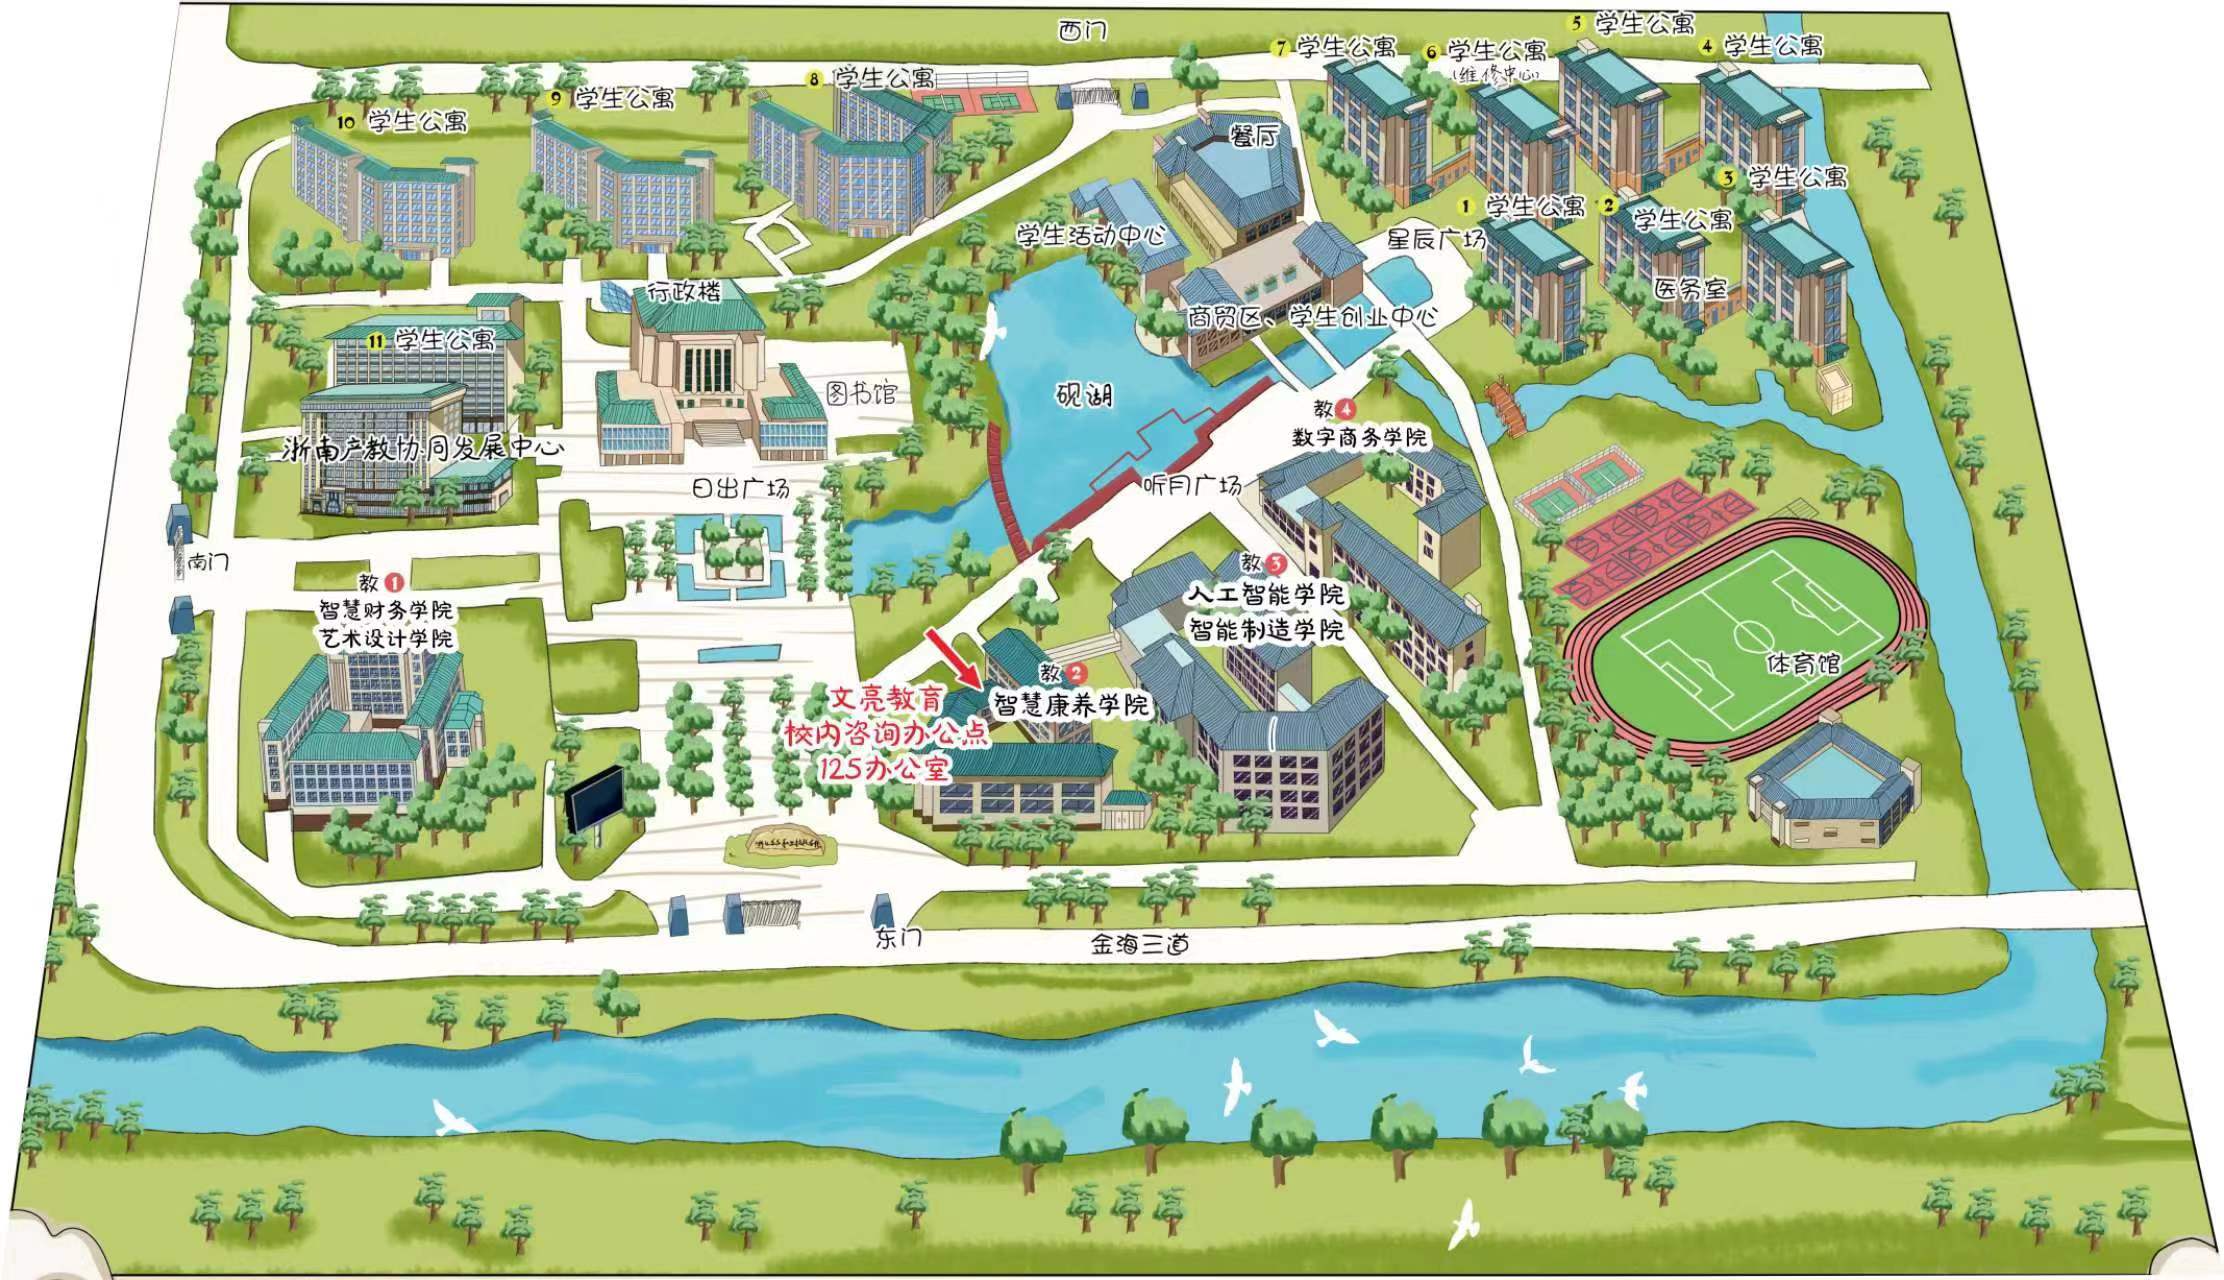 西门
5 学生公寓
4 学生公寓
7 学生公寓
6 学生公寓
（维修中心）
8 学生公寓
9 学生公寓
10 学生公寓
餐厅
3 学生公寓
1 学生公寓
2 学生公寓
学生活动中心
星辰广场
医务室
行政楼
商贸区、学生创业中心
11 学生公寓
图书馆
砚湖
教4
数字商务学院
浙南产教协同发展中心
日出广场
听月广场
南门
教1
智慧财务学院
艺术设计学院
教3
人工智能学院
智能制造学院
体育馆
教2
智慧康养学院
文亮教育
校内咨询办公点
125办公室
东门
金海三道